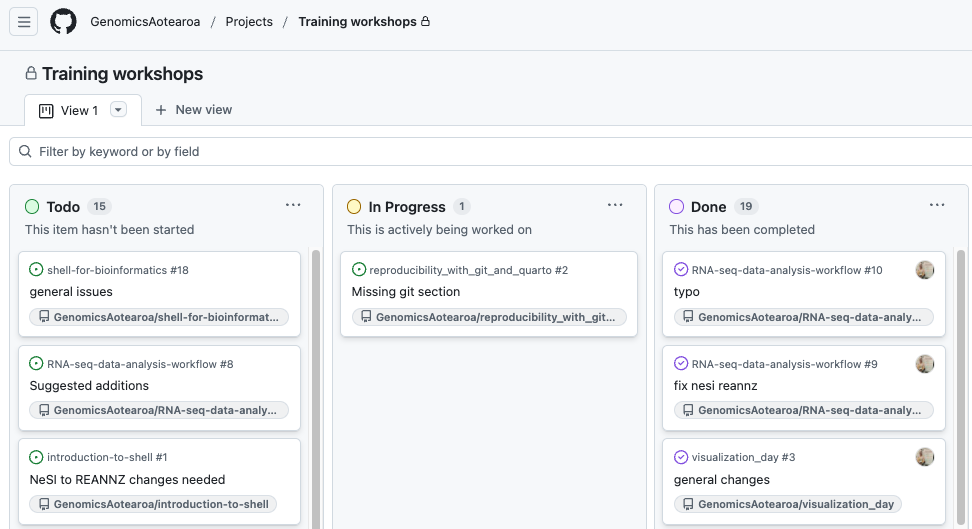 GenomicsAotearoa / Projects / Training workshops
Training workshops
View 1 New view
Filter by keyword or by field
Todo 15
This item hasn't been started
shell-for-bioinformatics #18
general issues
GenomicsAotearoa/shell-for-bioinformat...
RNA-seq-data-analysis-workflow #8
Suggested additions
GenomicsAotearoa/RNA-seq-data-analy...
introduction-to-shell #1
NeSI to REANNZ changes needed
GenomicsAotearoa/introduction-to-shell
In Progress 1
This is actively being worked on
reproducibility_with_git_and_quarto #2
Missing git section
GenomicsAotearoa/reproducibility_with_git...
Done 19
This has been completed
RNA-seq-data-analysis-workflow #10
typo
GenomicsAotearoa/RNA-seq-data-analy...
RNA-seq-data-analysis-workflow #9
fix nesi reannz
GenomicsAotearoa/RNA-seq-data-analy...
visualization_day #3
general changes
GenomicsAotearoa/visualization_day